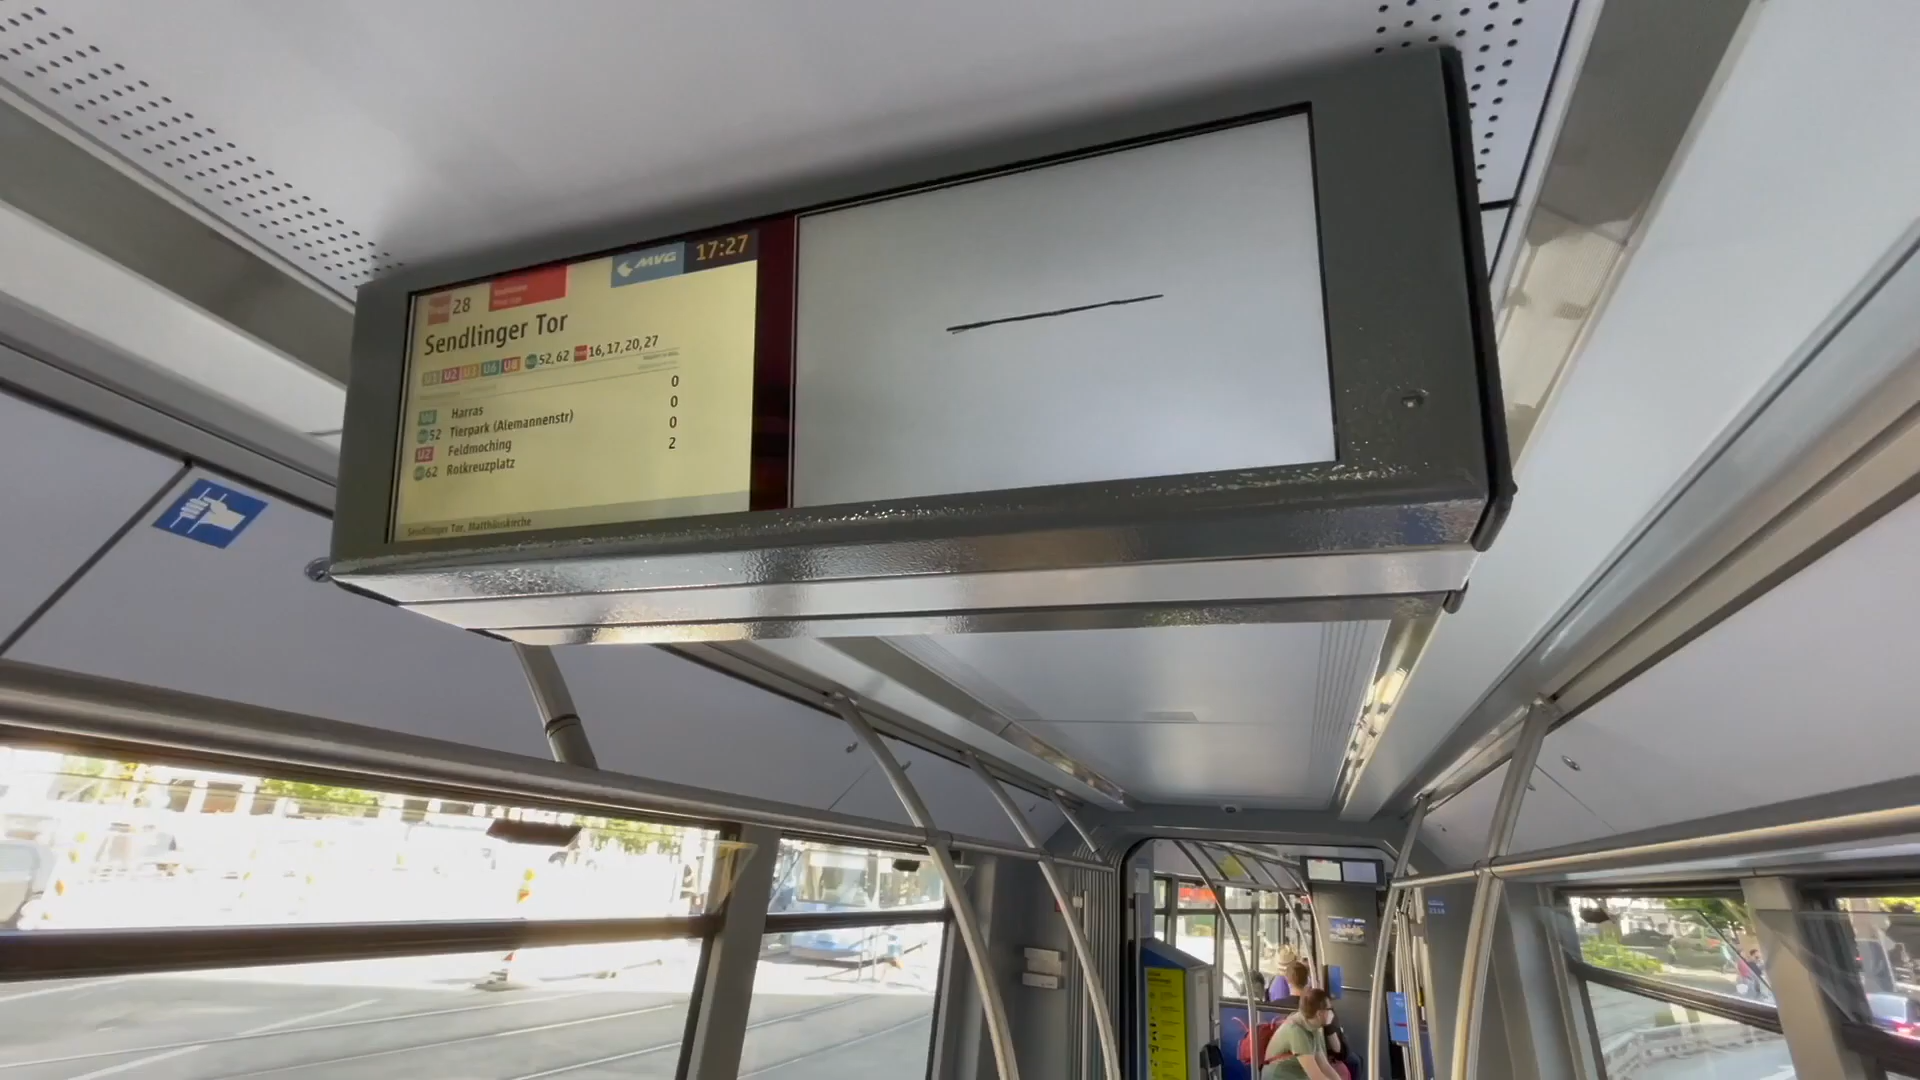 MVG 17:27
28
Sendlinger Tor
U1 U2 U3 U6 U8 52, 62 16, 17, 20, 27
Harras 0
52 Tierpark (Alemannenstr) 0
U2 Feldmoching 0
62 Rotkreuzplatz 2
Sendlinger Tor, Matthäuskirche